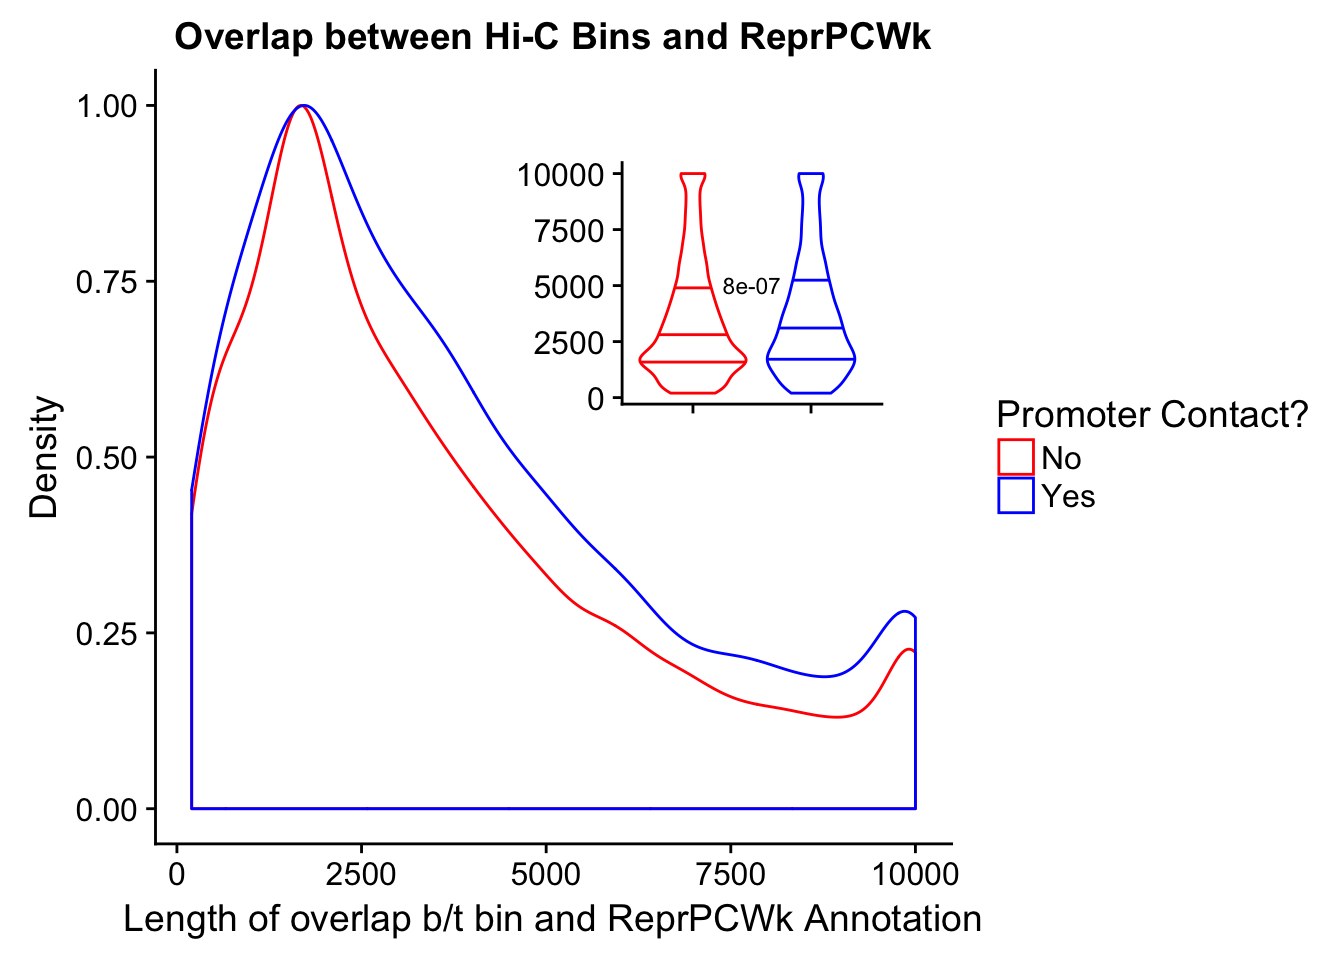 Overlap between Hi-C Bins and ReprPCWk
Density
1.00
0.75
0.50
0.25
0.00
10000
7500
5000
2500
0
8e-07
Promoter Contact?
No
Yes
0 2500 5000 7500 10000
Length of overlap b/t bin and ReprPCWk Annotation